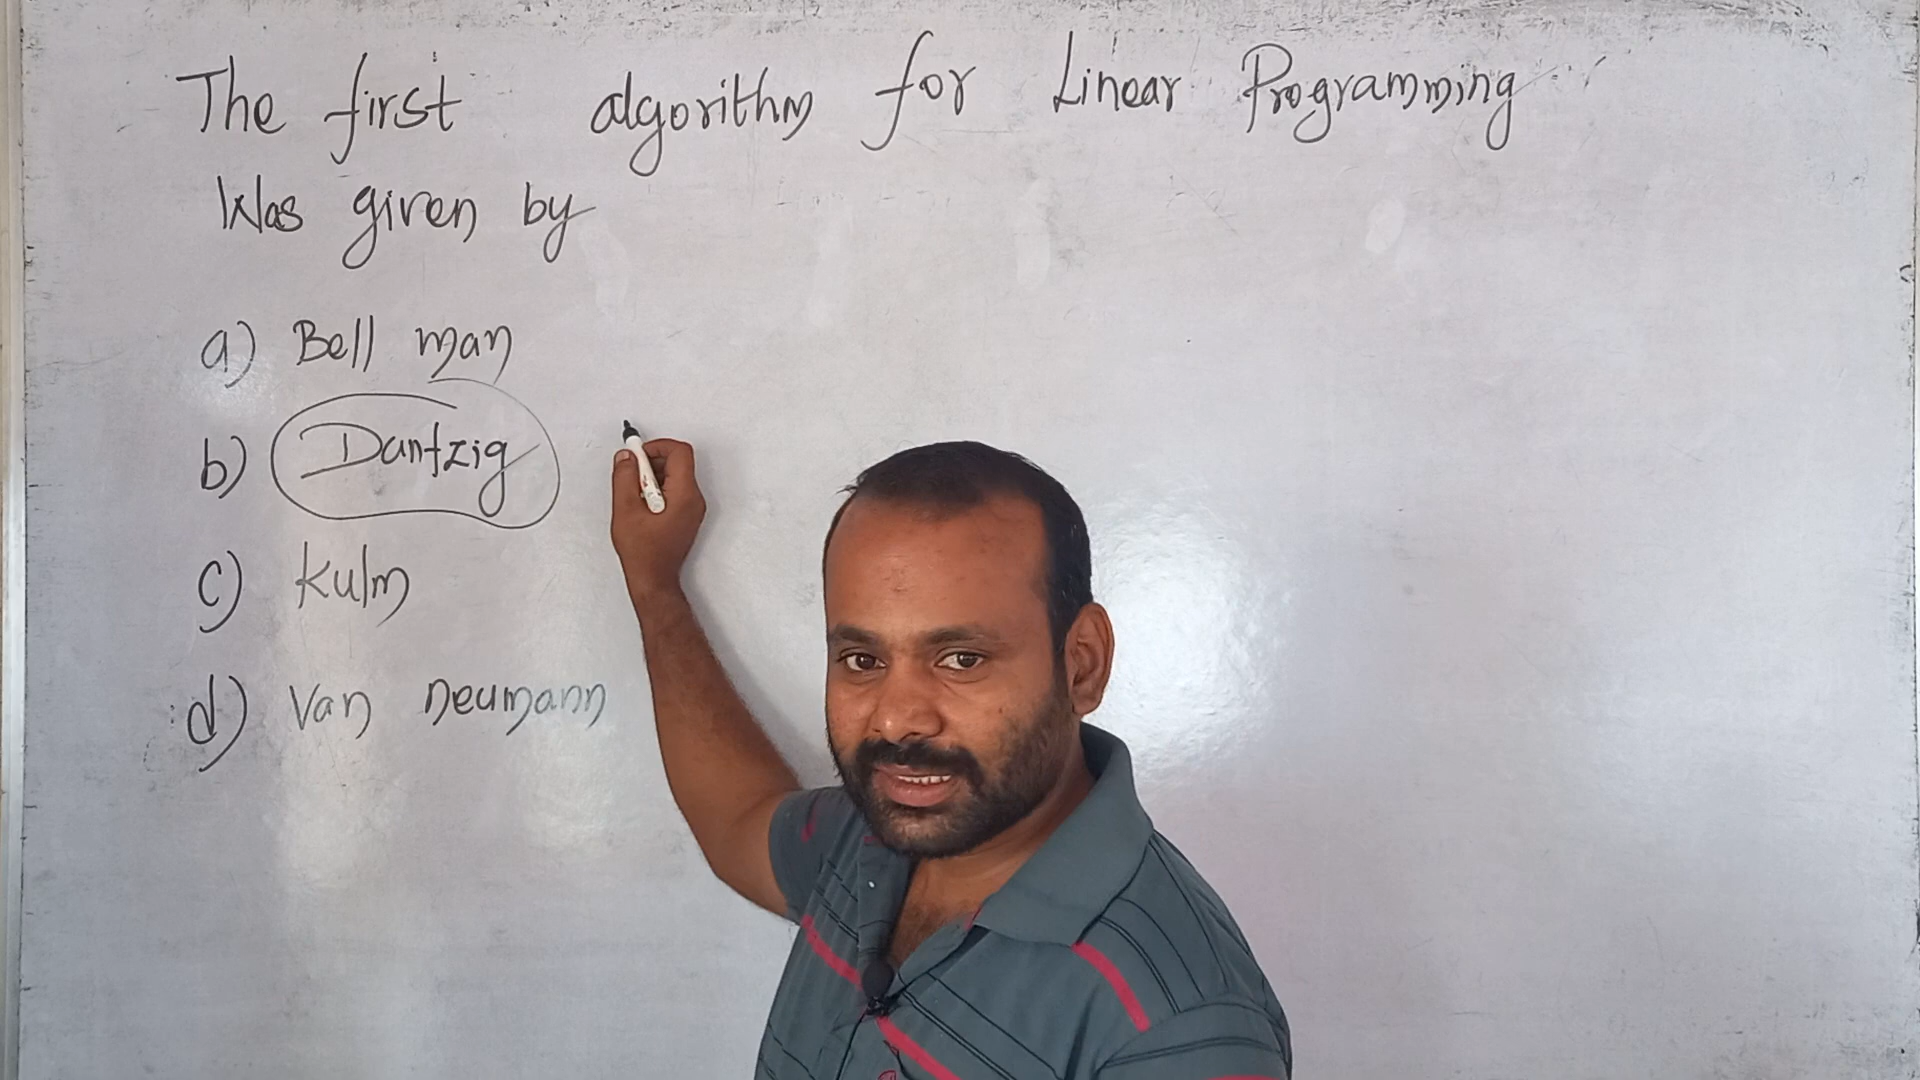 The first algorithm for Linear Programming
Was given by
a) Bell man
b) Dantzig
c) Kulm
d) Van neumann